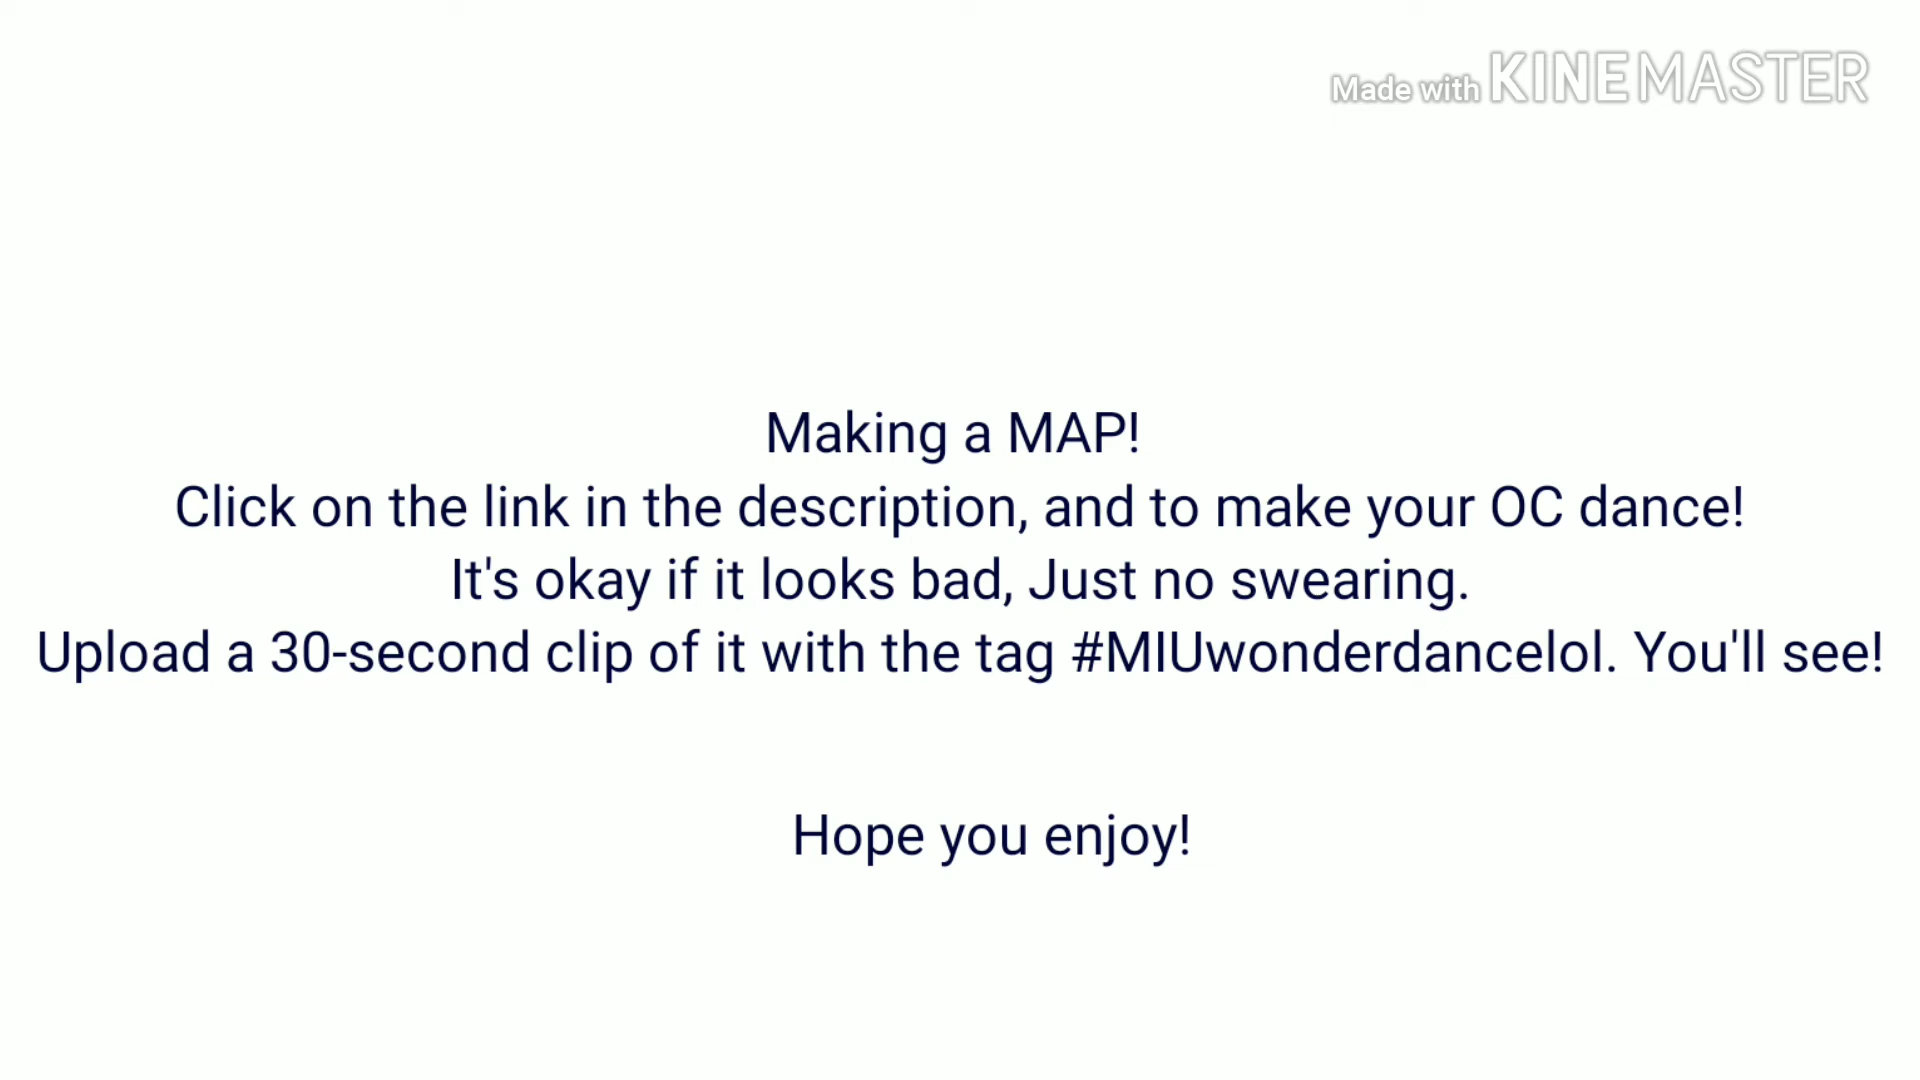 Made with KINEMASTER
Making a MAP!
Click on the link in the description, and to make your OC dance!
It's okay if it looks bad, Just no swearing.
Upload a 30-second clip of it with the tag #MIUwonderdancelol. You'll see!
Hope you enjoy!